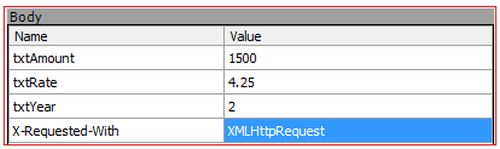 Body
Name Value
txtAmount 1500
txtRate 4.25
txtYear 2
X-Requested-With XMLHttpRequest